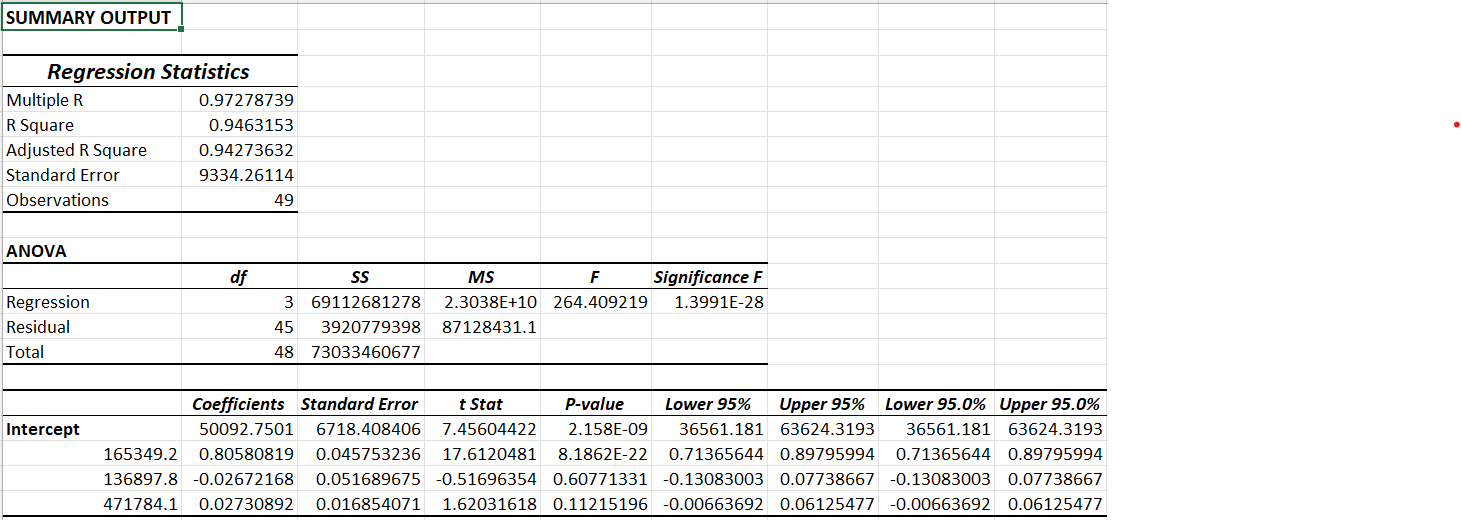 SUMMARY OUTPUT
Regression Statistics
Multiple R 0.97278739
R Square 0.9463153
Adjusted R Square 0.94273632
Standard Error 9334.26114
Observations 49
ANOVA
df SS MS F Significance F
Regression 3 69112681278 2.3038E+10 264.409219 1.3991E-28
Residual 45 3920779398 87128431.1
Total 48 73033460677
Coefficients Standard Error t Stat P-value Lower 95% Upper 95% Lower 95.0% Upper 95.0%
Intercept 50092.7501 6718.408406 7.45604422 2.158E-09 36561.181 63624.3193 36561.181 63624.3193
165349.2 0.80580819 0.045753236 17.6120481 8.1862E-22 0.71365644 0.89795994 0.71365644 0.89795994
136897.8 -0.02672168 0.051689675 -0.51696354 0.60771331 -0.13083003 0.07738667 -0.13083003 0.07738667
471784.1 0.02730892 0.016854071 1.62031618 0.11215196 -0.00663692 0.06125477 -0.00663692 0.06125477